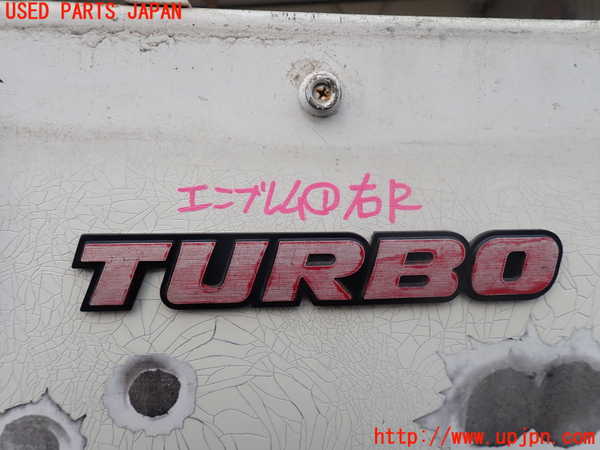 USED PARTS JAPAN
エンブレム①右R
TURBO
http://www.upjpn.com